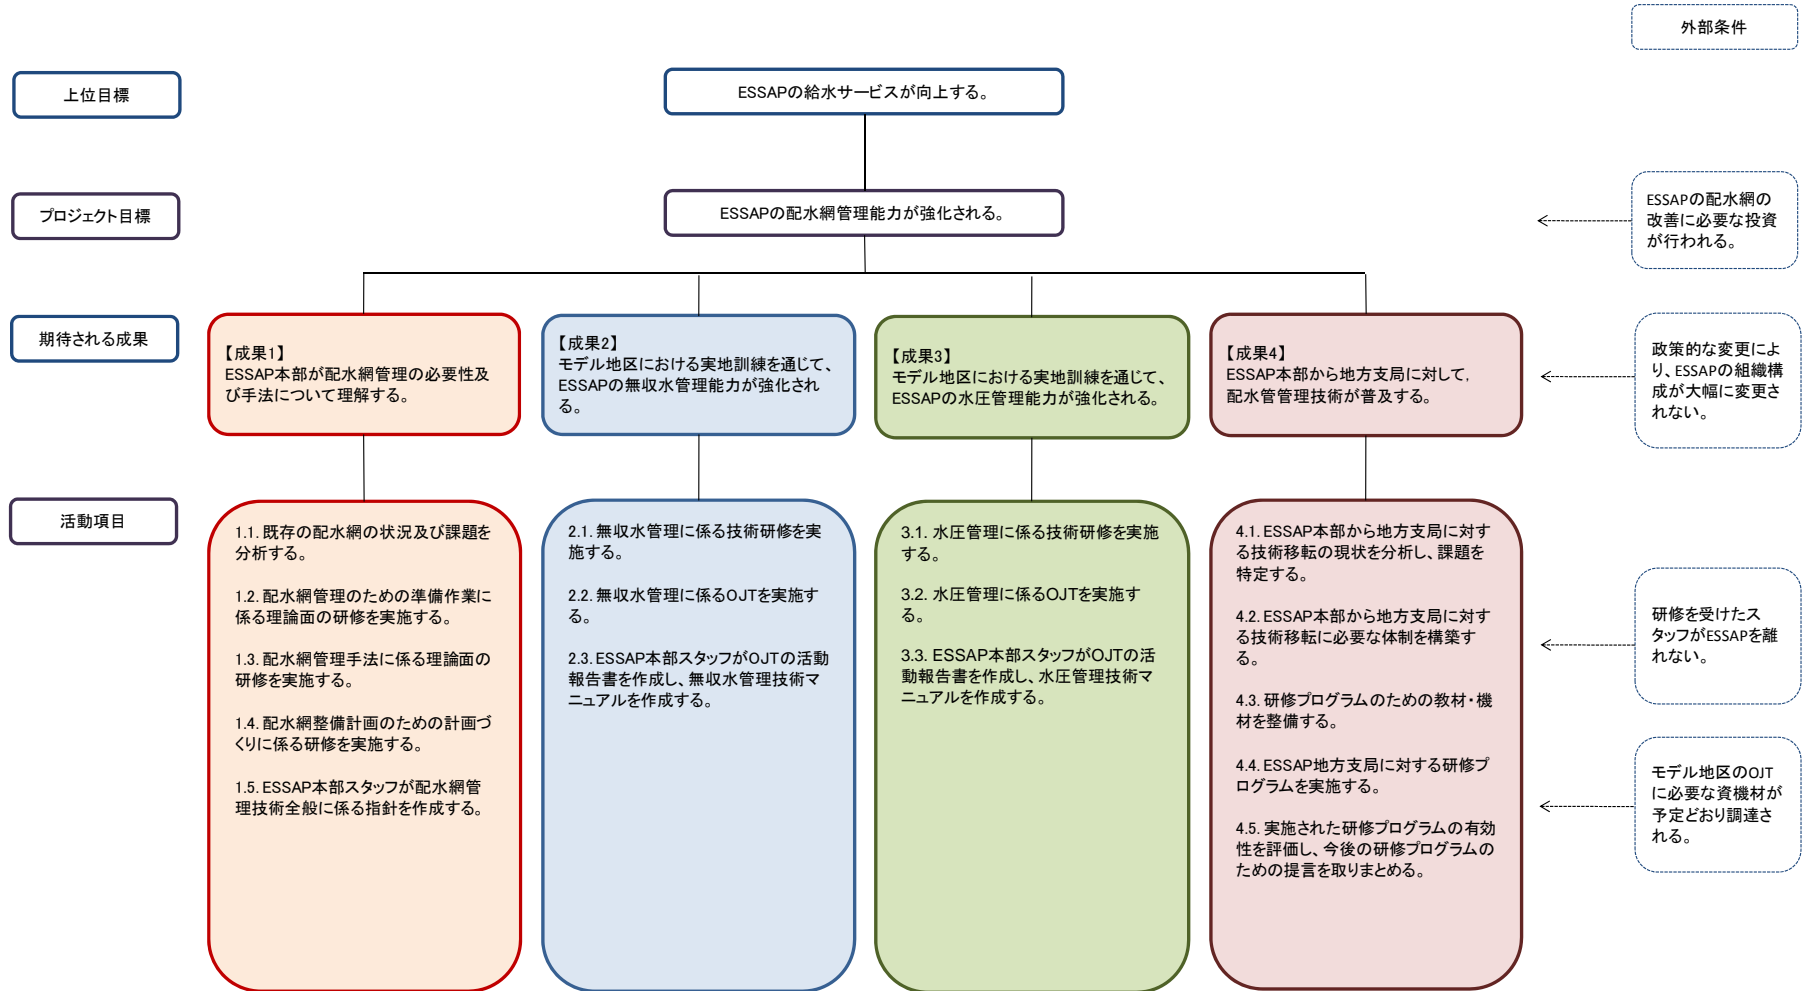 外部条件
上位目標
ESSAPの給水サービスが向上する。
プロジェクト目標
ESSAPの配水網管理能力が強化される。
ESSAPの配水網の
改善に必要な投資
が行われる。
期待される成果
【成果1】
ESSAP本部が配水網管理の必要性及
び手法について理解する。
【成果2】
モデル地区における実地訓練を通じて、
ESSAPの無収水管理能力が強化され
る。
【成果3】
モデル地区における実地訓練を通じて、
ESSAPの水圧管理能力が強化される。
【成果4】
ESSAP本部から地方支局に対して,
配水管管理技術が普及する。
政策的な変更によ
り、ESSAPの組織構
成が大幅に変更さ
れない。
活動項目
1.1. 既存の配水網の状況及び課題を
分析する。
1.2. 配水網管理のための準備作業に
係る理論面の研修を実施する。
1.3. 配水網管理手法に係る理論面の
研修を実施する。
1.4. 配水網整備計画のための計画づ
くりに係る研修を実施する。
1.5. ESSAP本部スタッフが配水網管
理技術全般に係る指針を作成する。
2.1. 無収水管理に係る技術研修を実
施する。
2.2. 無収水管理に係るOJTを実施す
る。
2.3. ESSAP本部スタッフがOJTの活動
報告書を作成し、無収水管理技術マ
ニュアルを作成する。
3.1. 水圧管理に係る技術研修を実施
する。
3.2. 水圧管理に係るOJTを実施す
る。
3.3. ESSAP本部スタッフがOJTの活
動報告書を作成し、水圧管理技術マ
ニュアルを作成する。
4.1. ESSAP本部から地方支局に対す
る技術移転の現状を分析し、課題を
特定する。
4.2. ESSAP本部から地方支局に対す
る技術移転に必要な体制を構築す
る。
4.3. 研修プログラムのための教材・機
材を整備する。
4.4. ESSAP地方支局に対する研修プ
ログラムを実施する。
4.5. 実施された研修プログラムの有効
性を評価し、今後の研修プログラムの
ための提言を取りまとめる。
研修を受けたス
タッフがESSAPを離
れない。
モデル地区のOJT
に必要な資機材が
予定どおり調達さ
れる。